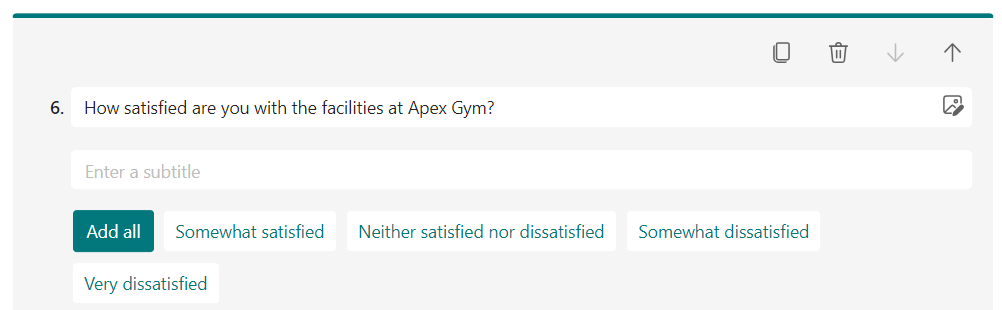 6. How satisfied are you with the facilities at Apex Gym?
Enter a subtitle
Add all Somewhat satisfied Neither satisfied nor dissatisfied Somewhat dissatisfied
Very dissatisfied